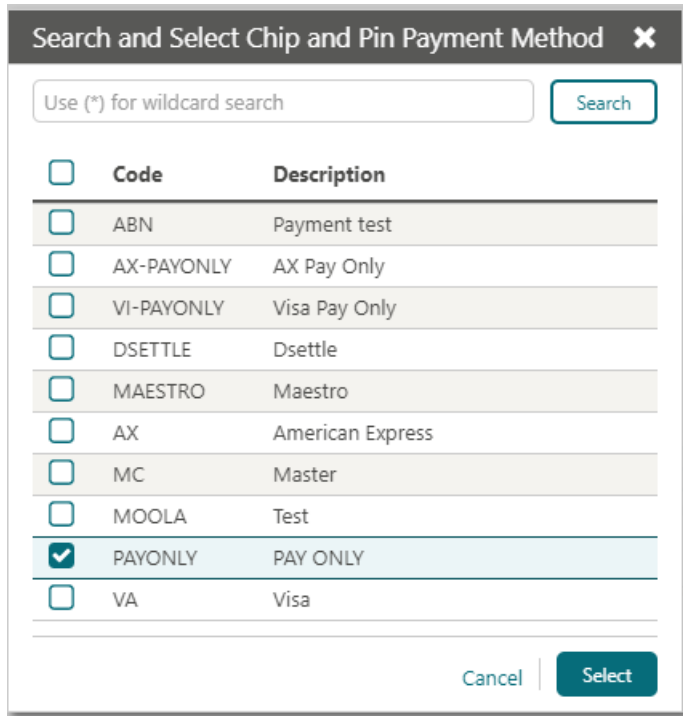 Search and Select Chip and Pin Payment Method
Use (*) for wildcard search
Search
Code Description
ABN Payment test
AX-PAYONLY AX Pay Only
VI-PAYONLY Visa Pay Only
DSETTLE Dsettle
MAESTRO Maestro
AX American Express
MC Master
MOOLA Test
PAYONLY PAY ONLY
VA Visa
Cancel Select